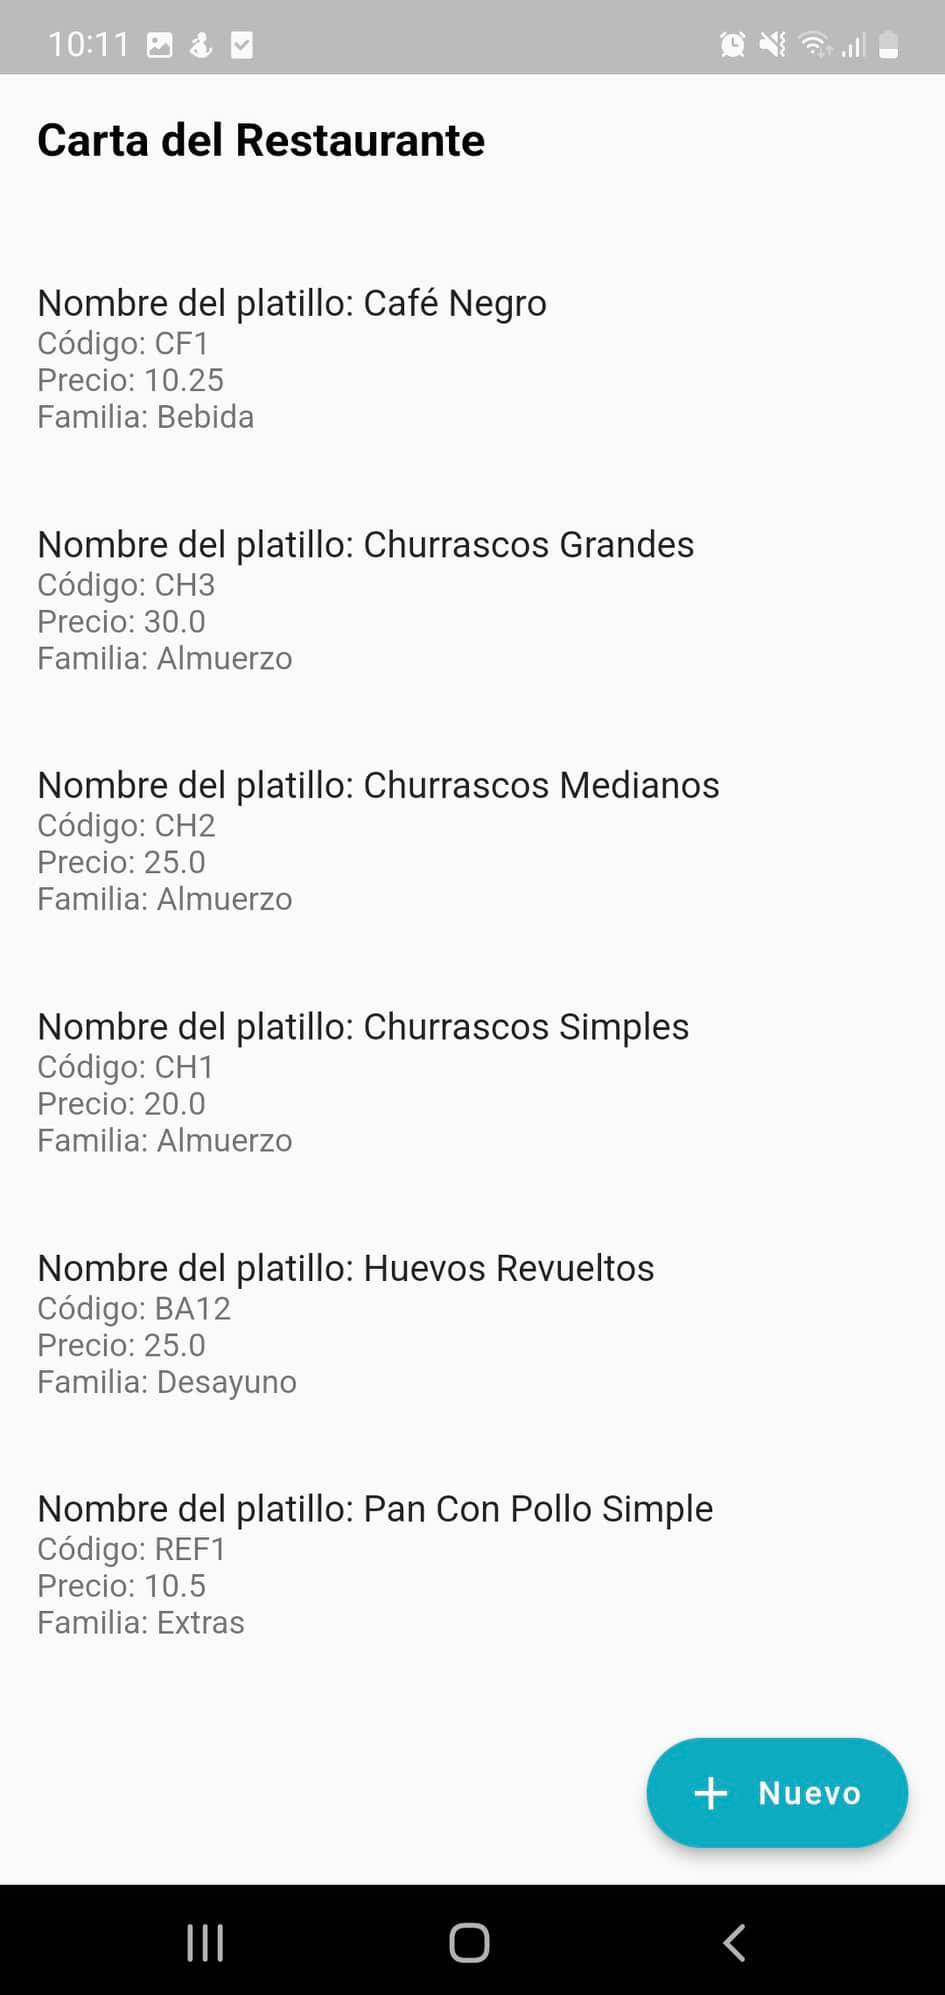 10:11
Carta del Restaurante
Nombre del platillo: Café Negro
Código: CF1
Precio: 10.25
Familia: Bebida
Nombre del platillo: Churrascos Grandes
Código: CH3
Precio: 30.0
Familia: Almuerzo
Nombre del platillo: Churrascos Medianos
Código: CH2
Precio: 25.0
Familia: Almuerzo
Nombre del platillo: Churrascos Simples
Código: CH1
Precio: 20.0
Familia: Almuerzo
Nombre del platillo: Huevos Revueltos
Código: BA12
Precio: 25.0
Familia: Desayuno
Nombre del platillo: Pan Con Pollo Simple
Código: REF1
Precio: 10.5
Familia: Extras
+ Nuevo